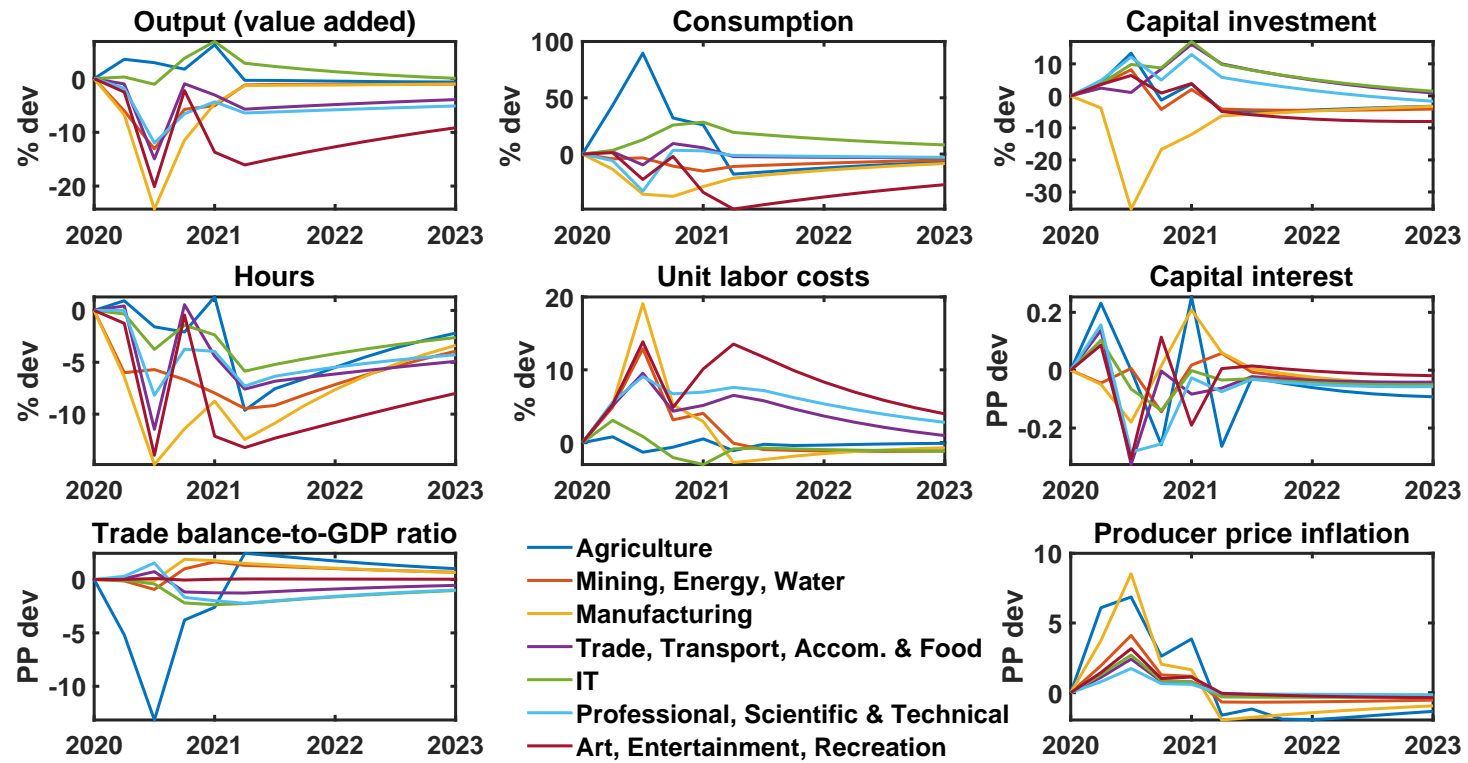 Output (value added)
Consumption
Capital investment
% dev
0
-10
-20
2020 2021 2022 2023
% dev
100
50
0
2020 2021 2022 2023
% dev
10
0
-10
-20
-30
2020 2021 2022 2023
Hours
Unit labor costs
Capital interest
% dev
0
-5
-10
2020 2021 2022 2023
% dev
20
10
0
2020 2021 2022 2023
PP dev
0.2
0
-0.2
2020 2021 2022 2023
Trade balance-to-GDP ratio
PP dev
0
-5
-10
2020 2021 2022 2023
Agriculture
Mining, Energy, Water
Manufacturing
Trade, Transport, Accom. & Food
IT
Professional, Scientific & Technical
Art, Entertainment, Recreation
Producer price inflation
PP dev
10
5
0
2020 2021 2022 2023